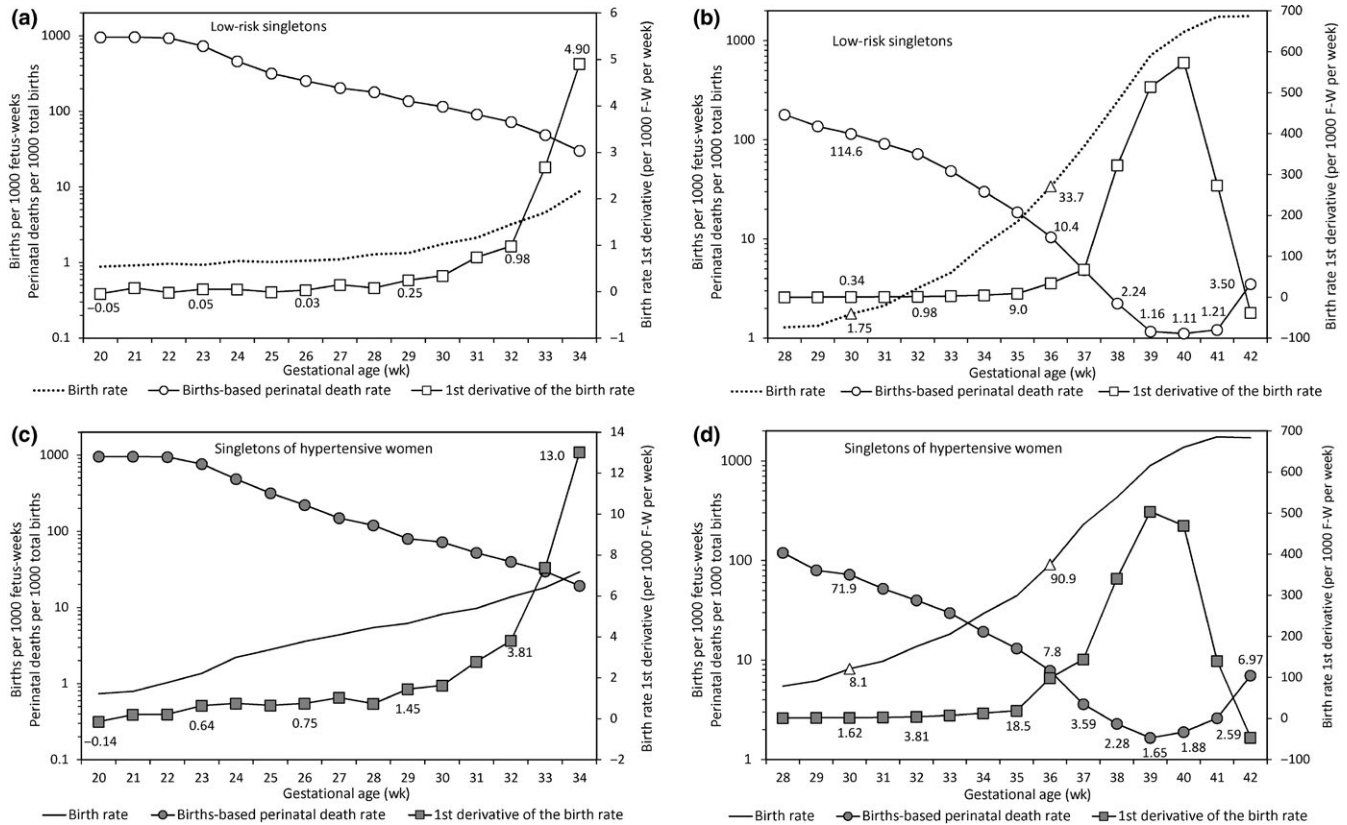 (a)
Low-risk singletons
Births per 1000 fetus-weeks
Perinatal deaths per 1000 total births
1000
100
10
1
0.1
6
5
4
3
2
1
0
−1
Birth rate 1st derivative (per 1000 F-W per week)
4.90
0.98
−0.05
0.05
0.03
0.25
20 21 22 23 24 25 26 27 28 29 30 31 32 33 34
Gestational age (wk)
Birth rate Births-based perinatal death rate 1st derivative of the birth rate
(b)
Low-risk singletons
Births per 1000 fetus-weeks
Perinatal deaths per 1000 total births
1000
100
10
1
700
600
500
400
300
200
100
0
−100
Birth rate 1st derivative (per 1000 F-W per week)
114.6
33.7
10.4
0.34
1.75
0.98
9.0
2.24
1.16
1.11
1.21
3.50
28 29 30 31 32 33 34 35 36 37 38 39 40 41 42
Gestational age (wk)
Birth rate Births-based perinatal death rate 1st derivative of the birth rate
(c)
Singletons of hypertensive women
Births per 1000 fetus-weeks
Perinatal deaths per 1000 total births
1000
100
10
1
0.1
14
12
10
8
6
4
2
0
−2
Birth rate 1st derivative (per 1000 F-W per week)
13.0
3.81
−0.14
0.64
0.75
1.45
20 21 22 23 24 25 26 27 28 29 30 31 32 33 34
Gestational age (wk)
Birth rate Births-based perinatal death rate 1st derivative of the birth rate
(d)
Singletons of hypertensive women
Births per 1000 fetus-weeks
Perinatal deaths per 1000 total births
1000
100
10
1
700
600
500
400
300
200
100
0
−100
Birth rate 1st derivative (per 1000 F-W per week)
71.9
90.9
8.1
7.8
1.62
3.81
18.5
3.59
2.28
1.65
1.88
2.59
6.97
28 29 30 31 32 33 34 35 36 37 38 39 40 41 42
Gestational age (wk)
Birth rate Births-based perinatal death rate 1st derivative of the birth rate